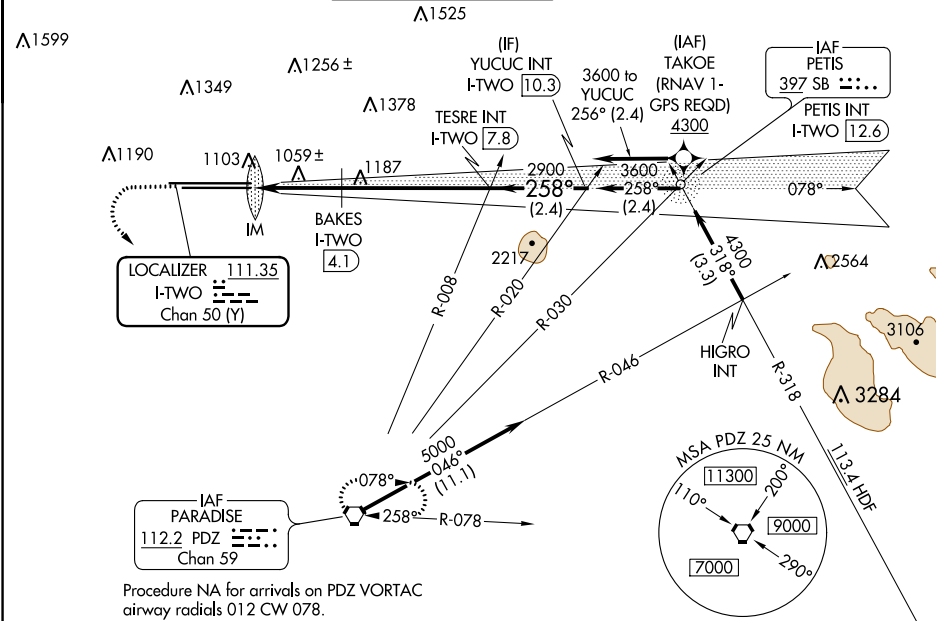 1525
1599
1256 ±
1349
1378
(IF)
YUCUC INT
I-TWO 10.3
3600 to
YUCUC
256° (2.4)
(IAF)
TAKOE
(RNAV 1-
GPS REQD)
4300
IAF
PETIS
397 SB
PETIS INT
I-TWO 12.6
TESRE INT
I-TWO 7.8
1190
1103
1059 ±
1187
2900
258°
(2.4)
3600
258°
(2.4)
078°
IM
BAKES
I-TWO
4.1
LOCALIZER 111.35
I-TWO
Chan 50 (Y)
2217
4300
318°
(3.3)
2564
R-008
R-020
R-030
R-046
HIGRO
INT
R-318
3106
3284
113.4 HDF
5000
046°
(11.1)
078°
258°
R-078
IAF
PARADISE
112.2 PDZ
Chan 59
MSA PDZ 25 NM
11300
110°
200°
9000
7000
290°
Procedure NA for arrivals on PDZ VORTAC
airway radials 012 CW 078.